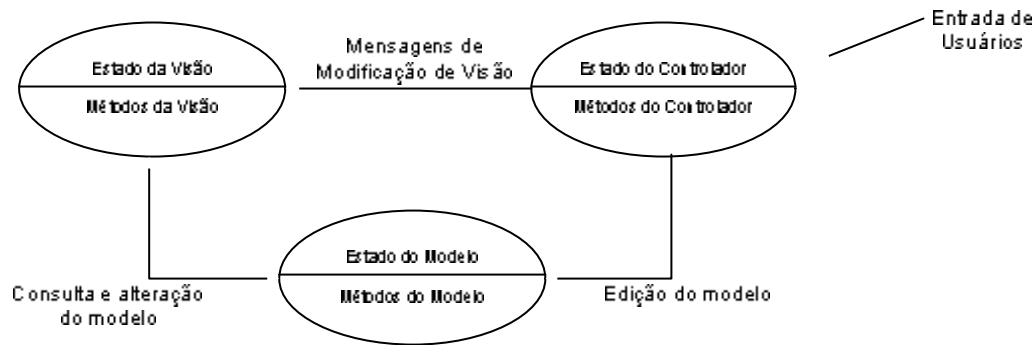 Entrada de
Usuários
Mensagens de
Modificação de Visão
Estado da Visão
Métodos da Visão
Estado do Controlador
Métodos do Controlador
Estado do Modelo
Métodos do Modelo
Consulta e alteração
do modelo
Edição do modelo